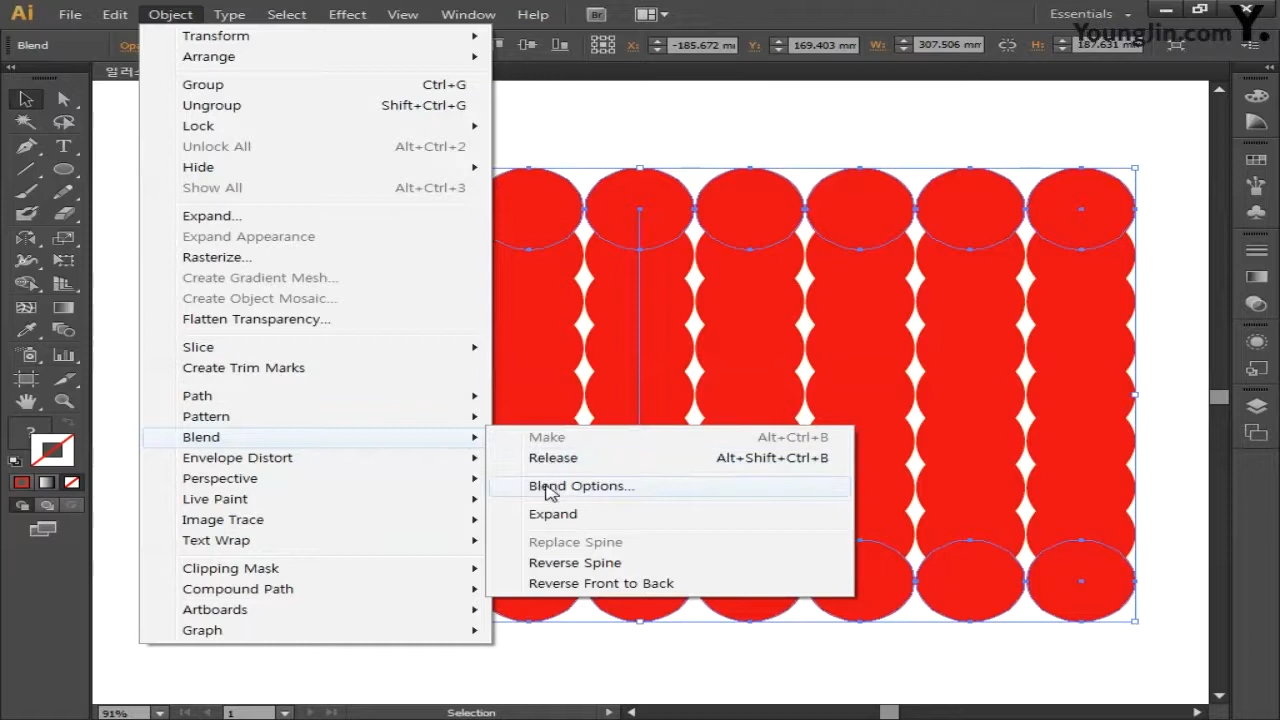 Ai File Edit Object Type Select Effect View Window Help Br Essentials
YoungJin.com Y.
Blend X: -185.672 mm Y: 169.403 mm W: 307.506 mm H: 187.631 mm
Transform
Arrange
Group Ctrl+G
Ungroup Shift+Ctrl+G
Lock
Unlock All Alt+Ctrl+2
Hide
Show All Alt+Ctrl+3
Expand...
Expand Appearance
Rasterize...
Create Gradient Mesh...
Create Object Mosaic...
Flatten Transparency...
Slice
Create Trim Marks
Path
Pattern
Blend
Envelope Distort
Perspective
Live Paint
Image Trace
Text Wrap
Clipping Mask
Compound Path
Artboards
Graph
Make Alt+Ctrl+B
Release Alt+Shift+Ctrl+B
Blend Options...
Expand
Replace Spine
Reverse Spine
Reverse Front to Back
91% 1 Selection